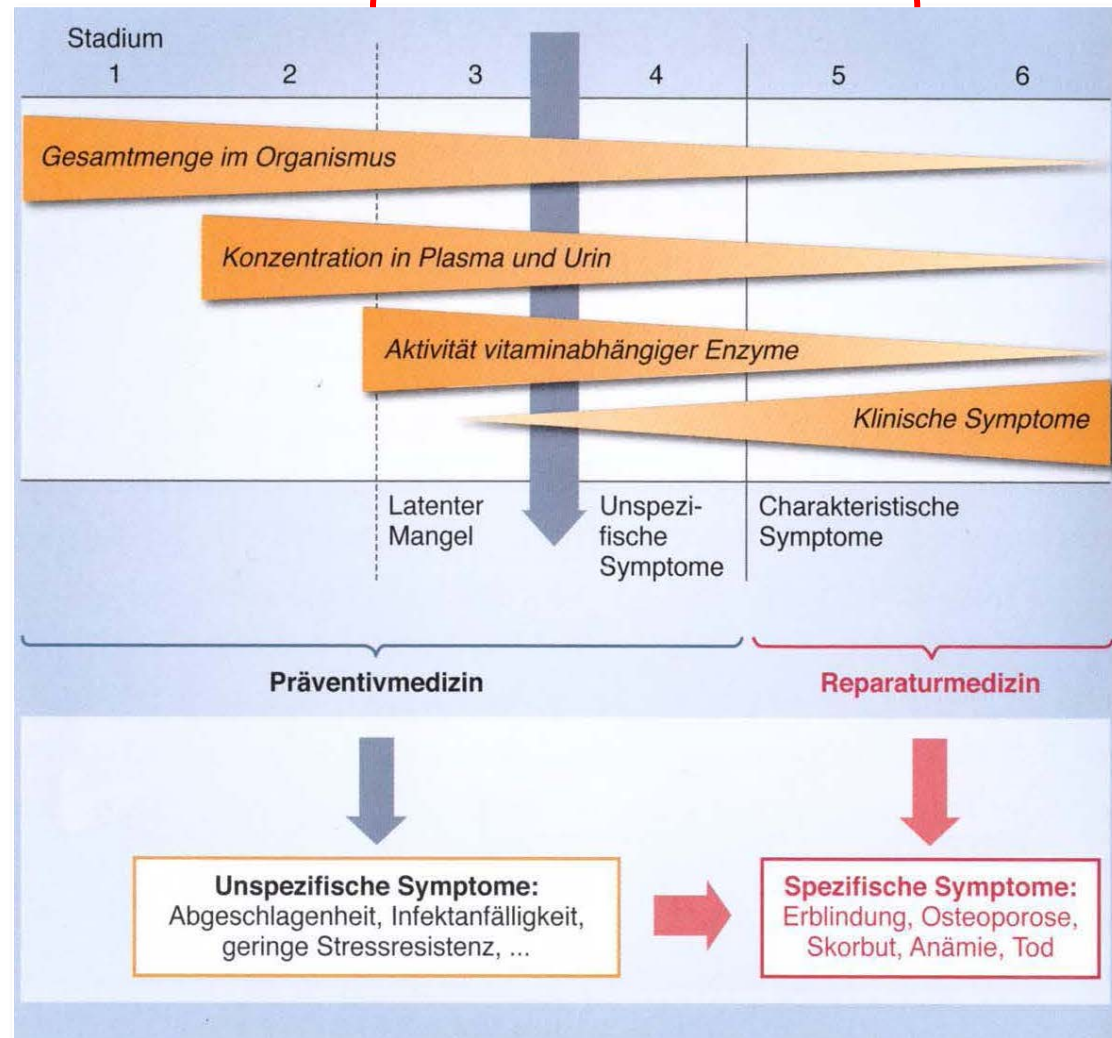 Stadium
1 2 3 4 5 6
Gesamtmenge im Organismus
Konzentration in Plasma und Urin
Aktivität vitaminabhängiger Enzyme
Klinische Symptome
Latenter
Mangel
Unspezi-
fische
Symptome
Charakteristische
Symptome
Präventivmedizin
Reparaturmedizin
Unspezifische Symptome:
Abgeschlagenheit, Infektanfälligkeit,
geringe Stressresistenz, ...
Spezifische Symptome:
Erblindung, Osteoporose,
Skorbut, Anämie, Tod